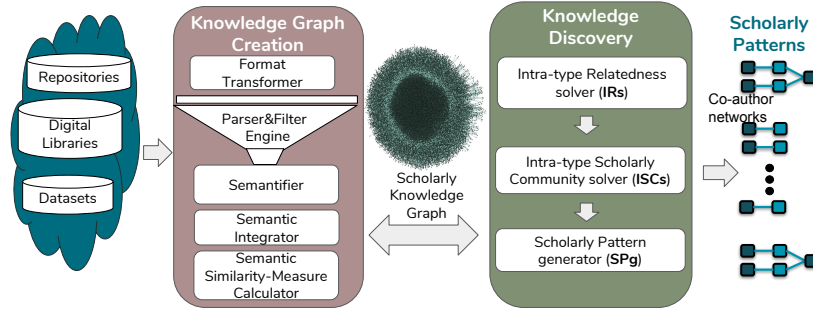 Repositories
Digital
Libraries
Datasets
Knowledge Graph
Creation
Format
Transformer
Parser&Filter
Engine
Semantifier
Semantic
Integrator
Semantic
Similarity-Measure
Calculator
Scholarly
Knowledge
Graph
Knowledge
Discovery
Intra-type Relatedness
solver (IRs)
Intra-type Scholarly
Community solver (ISCs)
Scholarly Pattern
generator (SPg)
Scholarly
Patterns
Co-author
networks